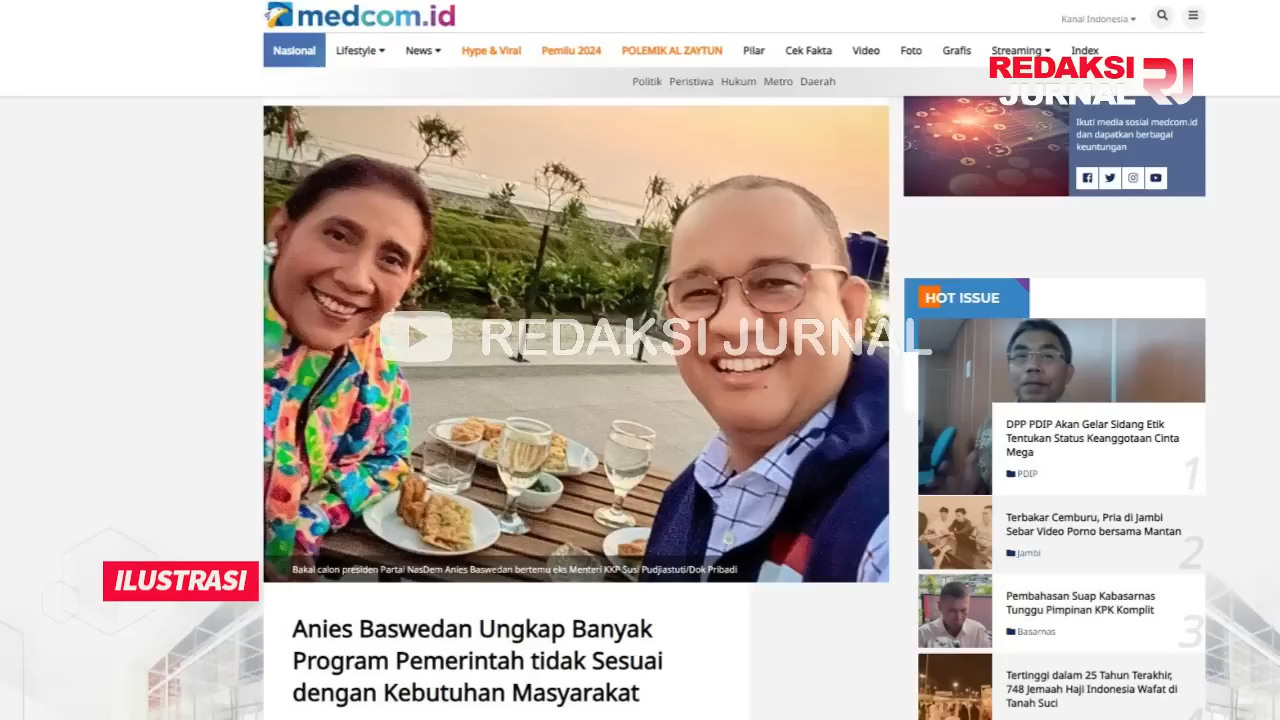 medcom.id
Kanal Indonesia
Nasional Lifestyle News Hype & Viral Pemilu 2024 POLEMIK AL ZAYTUN Pilar Cek Fakta Video Foto Grafis Streaming Index
Politik Peristiwa Hukum Metro Daerah
REDAKSI
JURNAL RJ
Ikuti media sosial medcom.id
dan dapatkan berbagai
keuntungan
REDAKSI JURNAL
Bakal calon presiden Partai NasDem Anies Baswedan bertemu eks Menteri KKP Susi Pudjiastuti/Dok Pribadi
ILUSTRASI
Anies Baswedan Ungkap Banyak
Program Pemerintah tidak Sesuai
dengan Kebutuhan Masyarakat
HOT ISSUE
DPP PDIP Akan Gelar Sidang Etik
Tentukan Status Keanggotaan Cinta
Mega
PDIP
1
Terbakar Cemburu, Pria di Jambi
Sebar Video Porno bersama Mantan
Jambi
2
Pembahasan Suap Kabasarnas
Tunggu Pimpinan KPK Komplit
Basarnas
3
Tertinggi dalam 25 Tahun Terakhir,
748 Jemaah Haji Indonesia Wafat di
Tanah Suci